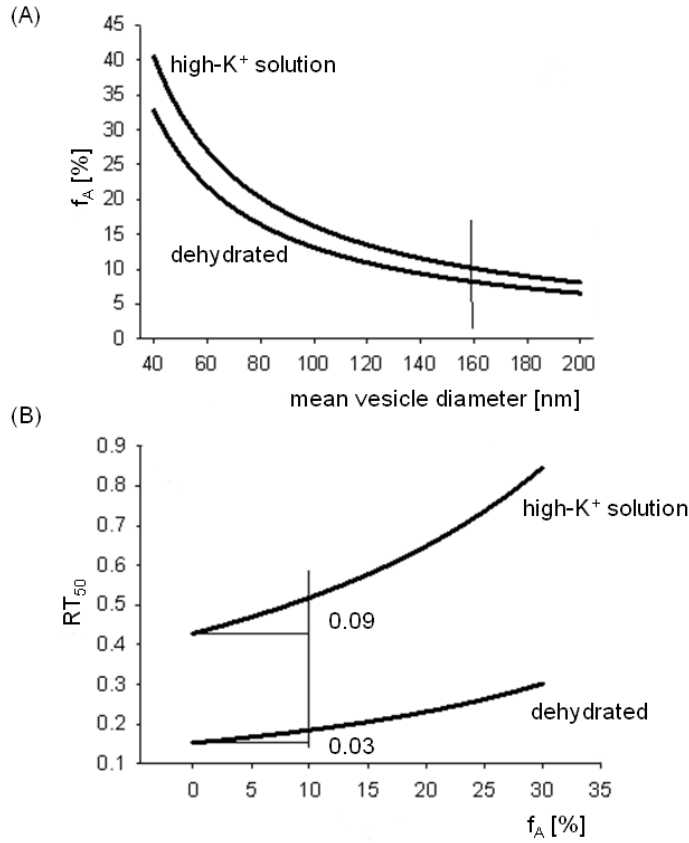 (A)
45
40
35
30
25
20
15
10
5
0
f_A [%]
high-K⁺ solution
dehydrated
40 60 80 100 120 140 160 180 200
mean vesicle diameter [nm]
(B)
0.9
0.8
0.7
0.6
0.5
0.4
0.3
0.2
0.1
RT₅₀
high-K⁺ solution
0.09
dehydrated
0.03
0 5 10 15 20 25 30 35
f_A [%]